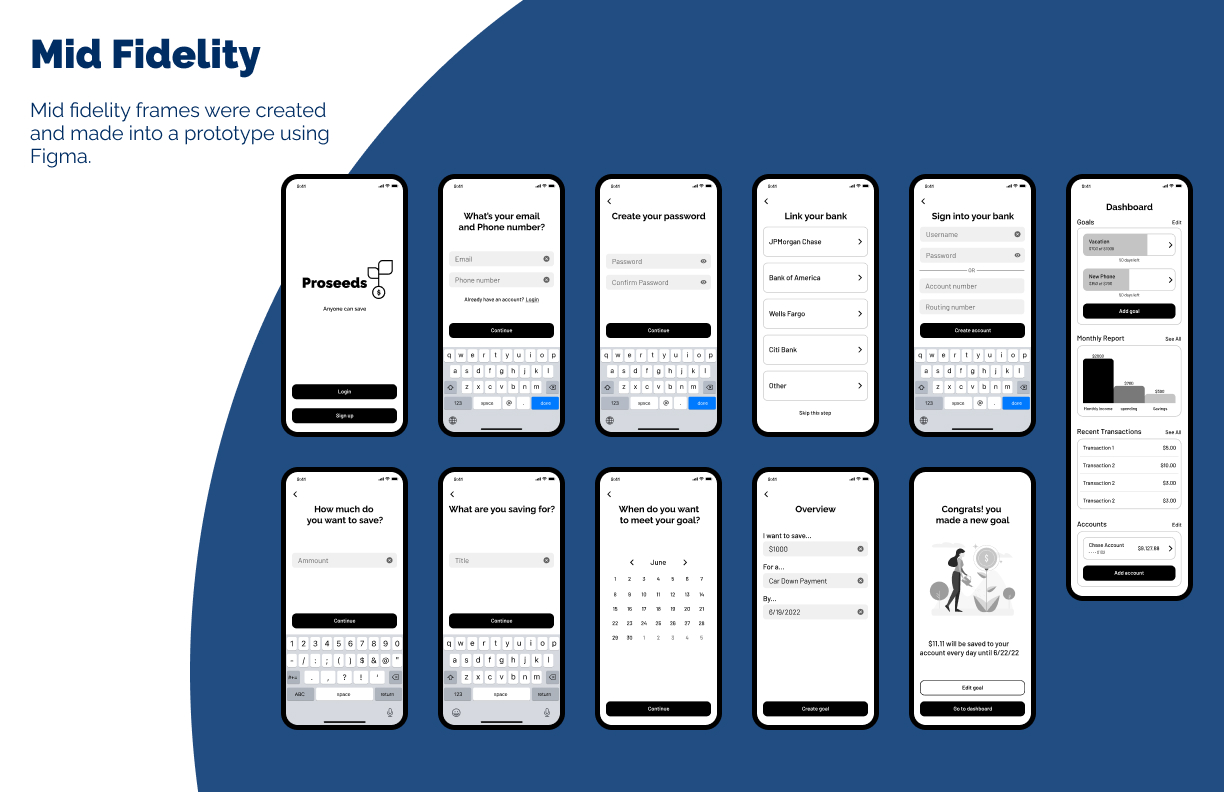 Mid Fidelity
Mid fidelity frames were created
and made into a prototype using
Figma.
9:41
Proseeds
$
Anyone can save
Login
Sign up
9:41
What's your email
and Phone number?
Email
Phone number
Already have an account? Login
Continue
q w e r t y u i o p
a s d f g h j k l
z x c v b n m
123 space @ . done
9:41
Create your password
Password
Confirm Password
Continue
q w e r t y u i o p
a s d f g h j k l
z x c v b n m
123 space @ . done
9:41
Link your bank
JPMorgan Chase
Bank of America
Wells Fargo
Citi Bank
Other
Skip this step
9:41
Sign into your bank
Username
Password
OR
Account number
Routing number
Create account
q w e r t y u i o p
a s d f g h j k l
z x c v b n m
123 space @ . done
9:41
Dashboard
Goals Edit
Vacation
50 days left
New Phone
50 days left
Add goal
Monthly Report See All
$2000
$700
$300
Monthly Income spending Savings
Recent Transactions See All
Transaction 1 $5.00
Transaction 2 $10.00
Transaction 2 $3.00
Transaction 2 $3.00
Accounts Edit
Chase Account $9,127.68
Add account
9:41
How much do
you want to save?
Ammount
Continue
1 2 3 4 5 6 7 8 9 0
- / : ; ( ) $ & @ "
#+= . , ? ! '
ABC space return
9:41
What are you saving for?
Title
Continue
q w e r t y u i o p
a s d f g h j k l
z x c v b n m
123 space return
9:41
When do you want
to meet your goal?
June
1 2 3 4 5 6 7
8 9 10 11 12 13 14
15 16 17 18 19 20 21
22 23 24 25 26 27 28
29 30 1 2 3 4 5
Continue
9:41
Overview
I want to save...
$1000
For a...
Car Down Payment
By...
6/19/2022
Create goal
9:41
Congrats! you
made a new goal
$
$11.11 will be saved to your
account every day until 6/22/22
Edit goal
Go to dashboard